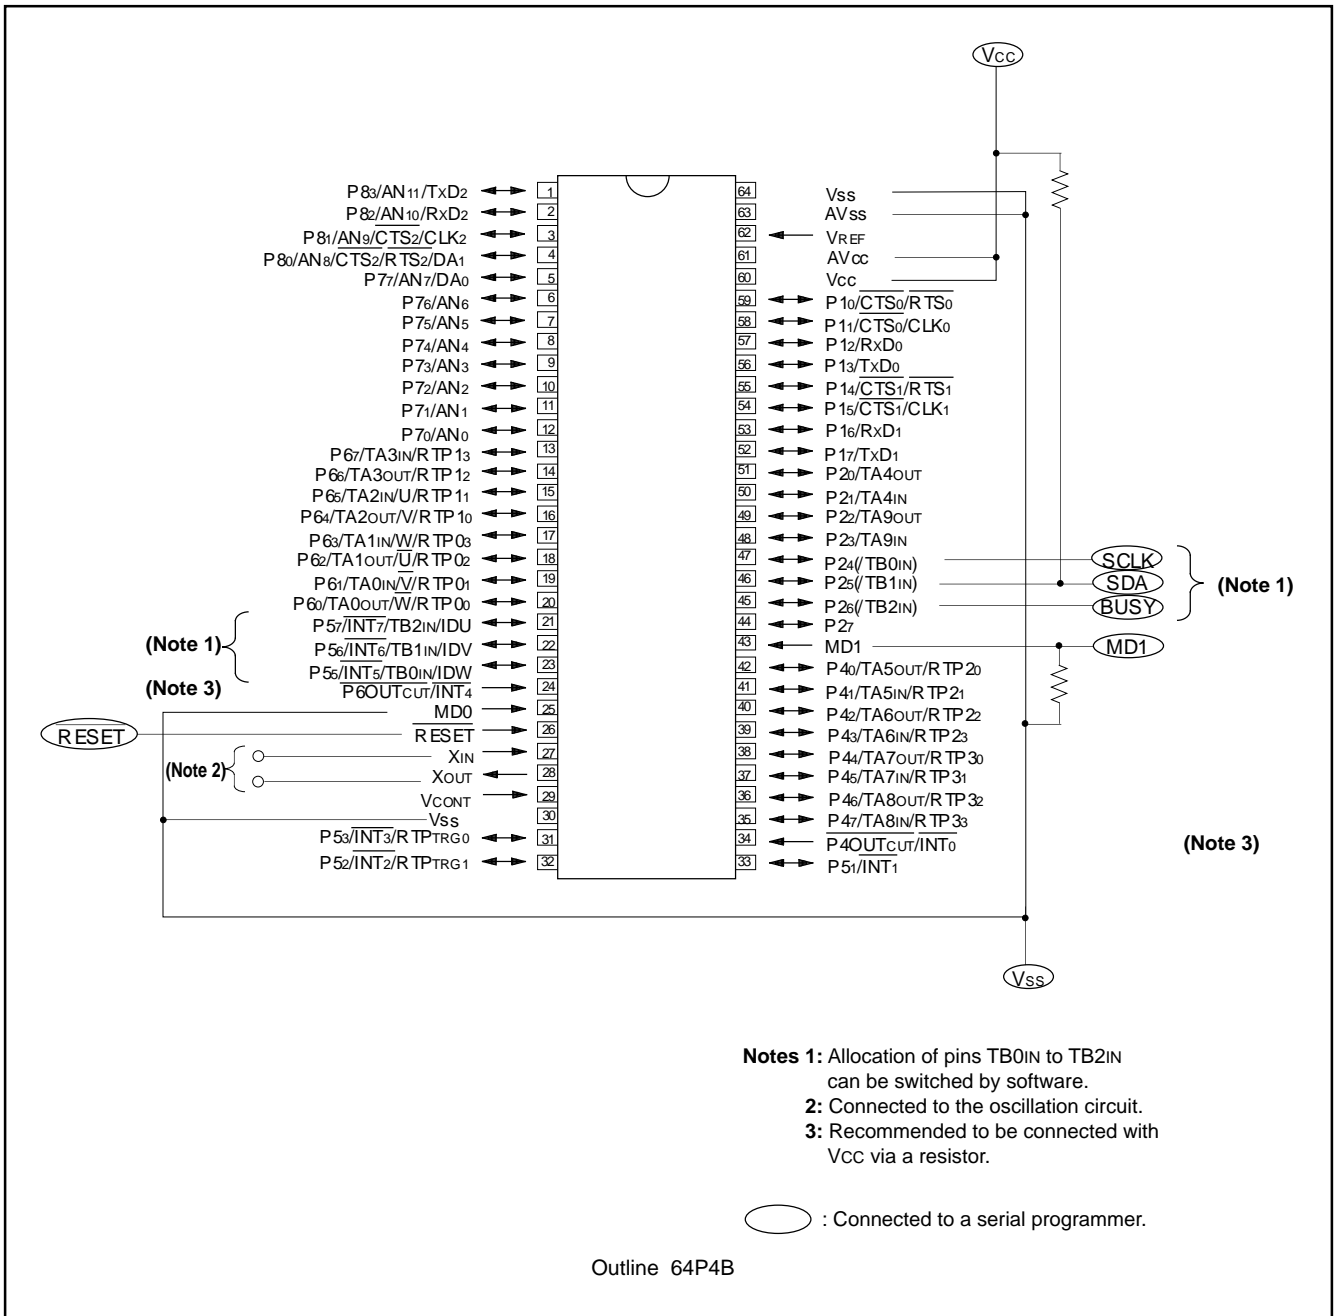 Vcc
P83/AN11/TxD2 1
P82/AN10/RxD2 2
P81/AN9/CTS2/CLK2 3
P80/AN8/CTS2/RTS2/DA1 4
P77/AN7/DA0 5
P76/AN6 6
P75/AN5 7
P74/AN4 8
P73/AN3 9
P72/AN2 10
P71/AN1 11
P70/AN0 12
P67/TA3IN/RTP13 13
P66/TA3OUT/RTP12 14
P65/TA2IN/U/RTP11 15
P64/TA2OUT/V/RTP10 16
P63/TA1IN/W/RTP03 17
P62/TA1OUT/U/RTP02 18
P61/TA0IN/V/RTP01 19
P60/TA0OUT/W/RTP00 20
P57/INT7/TB2IN/IDU 21
(Note 1) P56/INT6/TB1IN/IDV 22
P55/INT5/TB0IN/IDW 23
(Note 3) P6OUTCUT/INT4 24
MD0 25
RESET RESET 26
XIN 27
(Note 2) XOUT 28
VCONT 29
Vss 30
P53/INT3/RTPTRG0 31
P52/INT2/RTPTRG1 32
64 Vss
63 AVss
62 VREF
61 AVcc
60 Vcc
59 P10/CTS0/RTS0
58 P11/CTS0/CLK0
57 P12/RxD0
56 P13/TxD0
55 P14/CTS1/RTS1
54 P15/CTS1/CLK1
53 P16/RxD1
52 P17/TxD1
51 P20/TA4OUT
50 P21/TA4IN
49 P22/TA9OUT
48 P23/TA9IN
47 P24(/TB0IN) SCLK
46 P25(/TB1IN) SDA (Note 1)
45 P26(/TB2IN) BUSY
44 P27
43 MD1 MD1
42 P40/TA5OUT/RTP20
41 P41/TA5IN/RTP21
40 P42/TA6OUT/RTP22
39 P43/TA6IN/RTP23
38 P44/TA7OUT/RTP30
37 P45/TA7IN/RTP31
36 P46/TA8OUT/RTP32
35 P47/TA8IN/RTP33
34 P4OUTCUT/INT0 (Note 3)
33 P51/INT1
Vss
Notes 1: Allocation of pins TB0IN to TB2IN
can be switched by software.
2: Connected to the oscillation circuit.
3: Recommended to be connected with
VCC via a resistor.
: Connected to a serial programmer.
Outline 64P4B